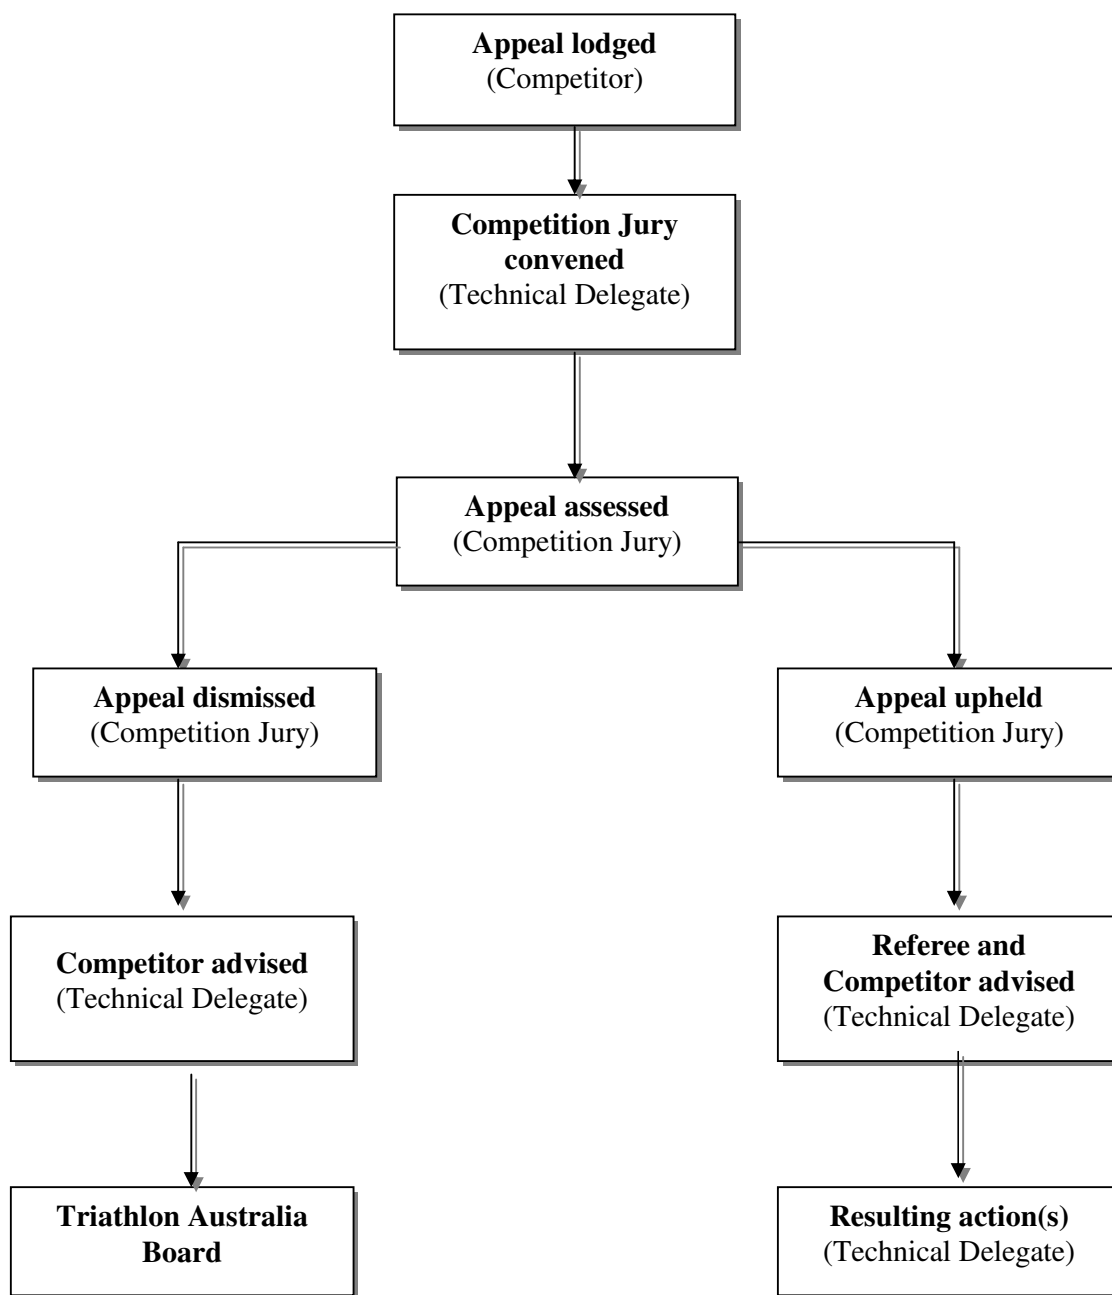 Appeal lodged
(Competitor)
Competition Jury
convened
(Technical Delegate)
Appeal assessed
(Competition Jury)
Appeal dismissed
(Competition Jury)
Appeal upheld
(Competition Jury)
Competitor advised
(Technical Delegate)
Referee and
Competitor advised
(Technical Delegate)
Triathlon Australia
Board
Resulting action(s)
(Technical Delegate)